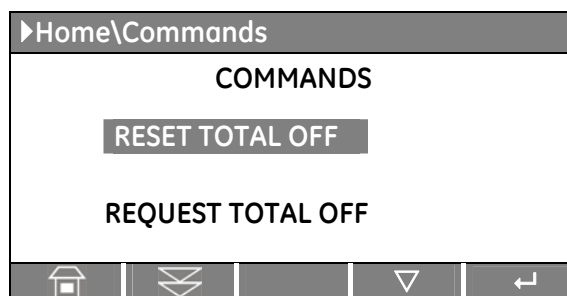 Home\Commands
COMMANDS
RESET TOTAL OFF
REQUEST TOTAL OFF